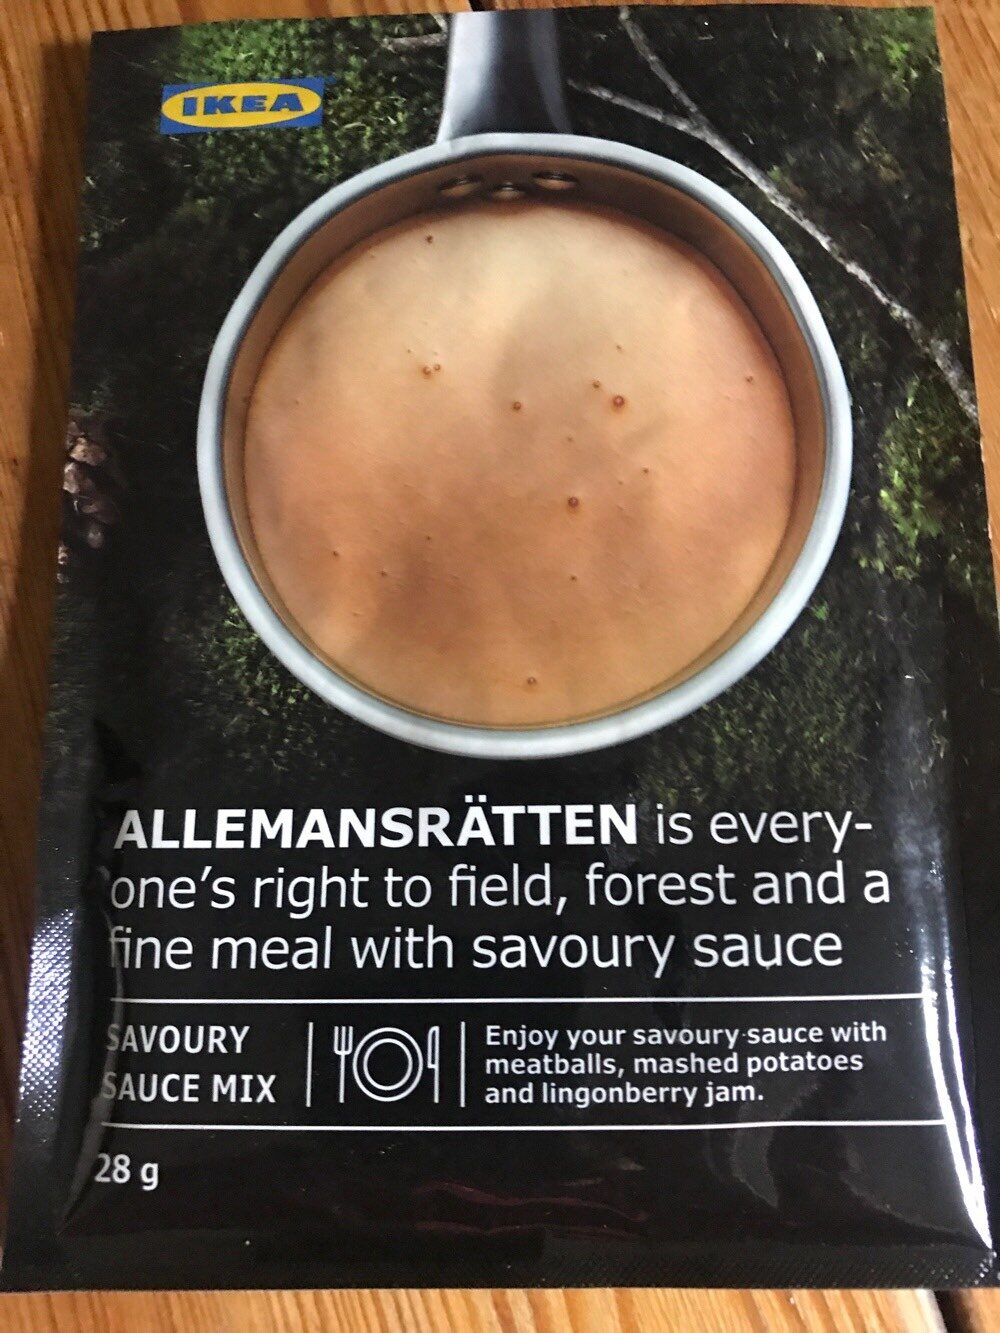 IKEA
ALLEMANSRÄTTEN is every-
one's right to field, forest and a
fine meal with savoury sauce
SAVOURY
SAUCE MIX
Enjoy your savoury sauce with
meatballs, mashed potatoes
and lingonberry jam.
28 g